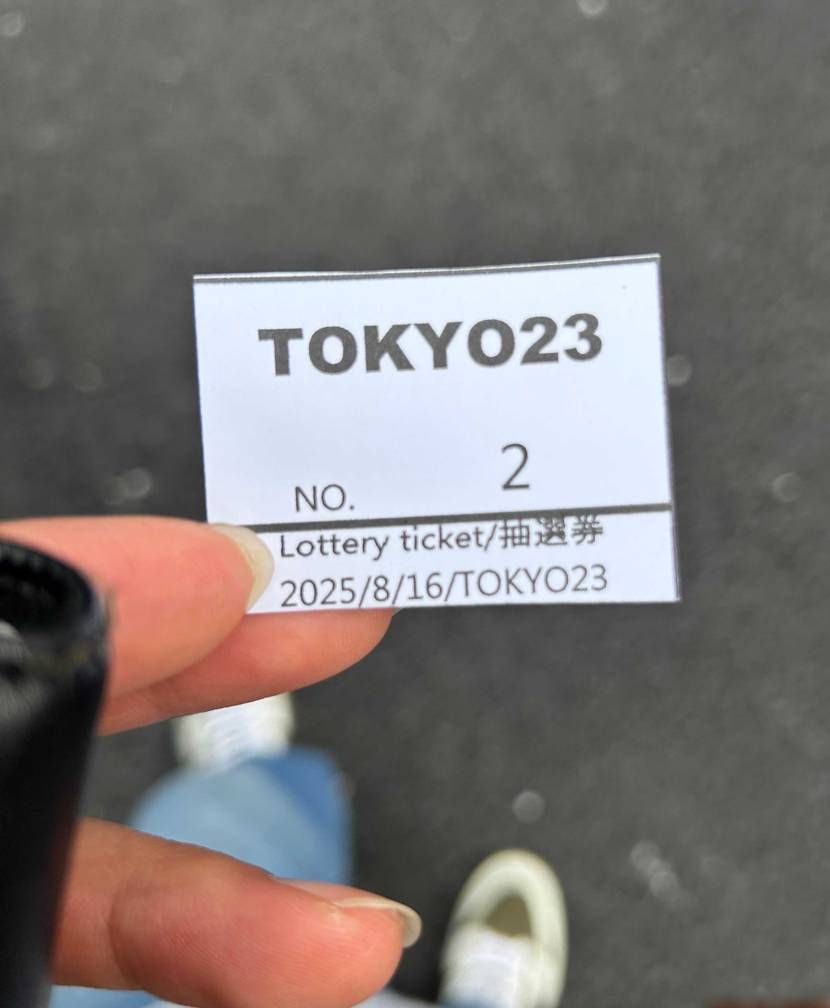 TOKYO23
NO. 2
Lottery ticket/抽選券
2025/8/16/TOKYO23